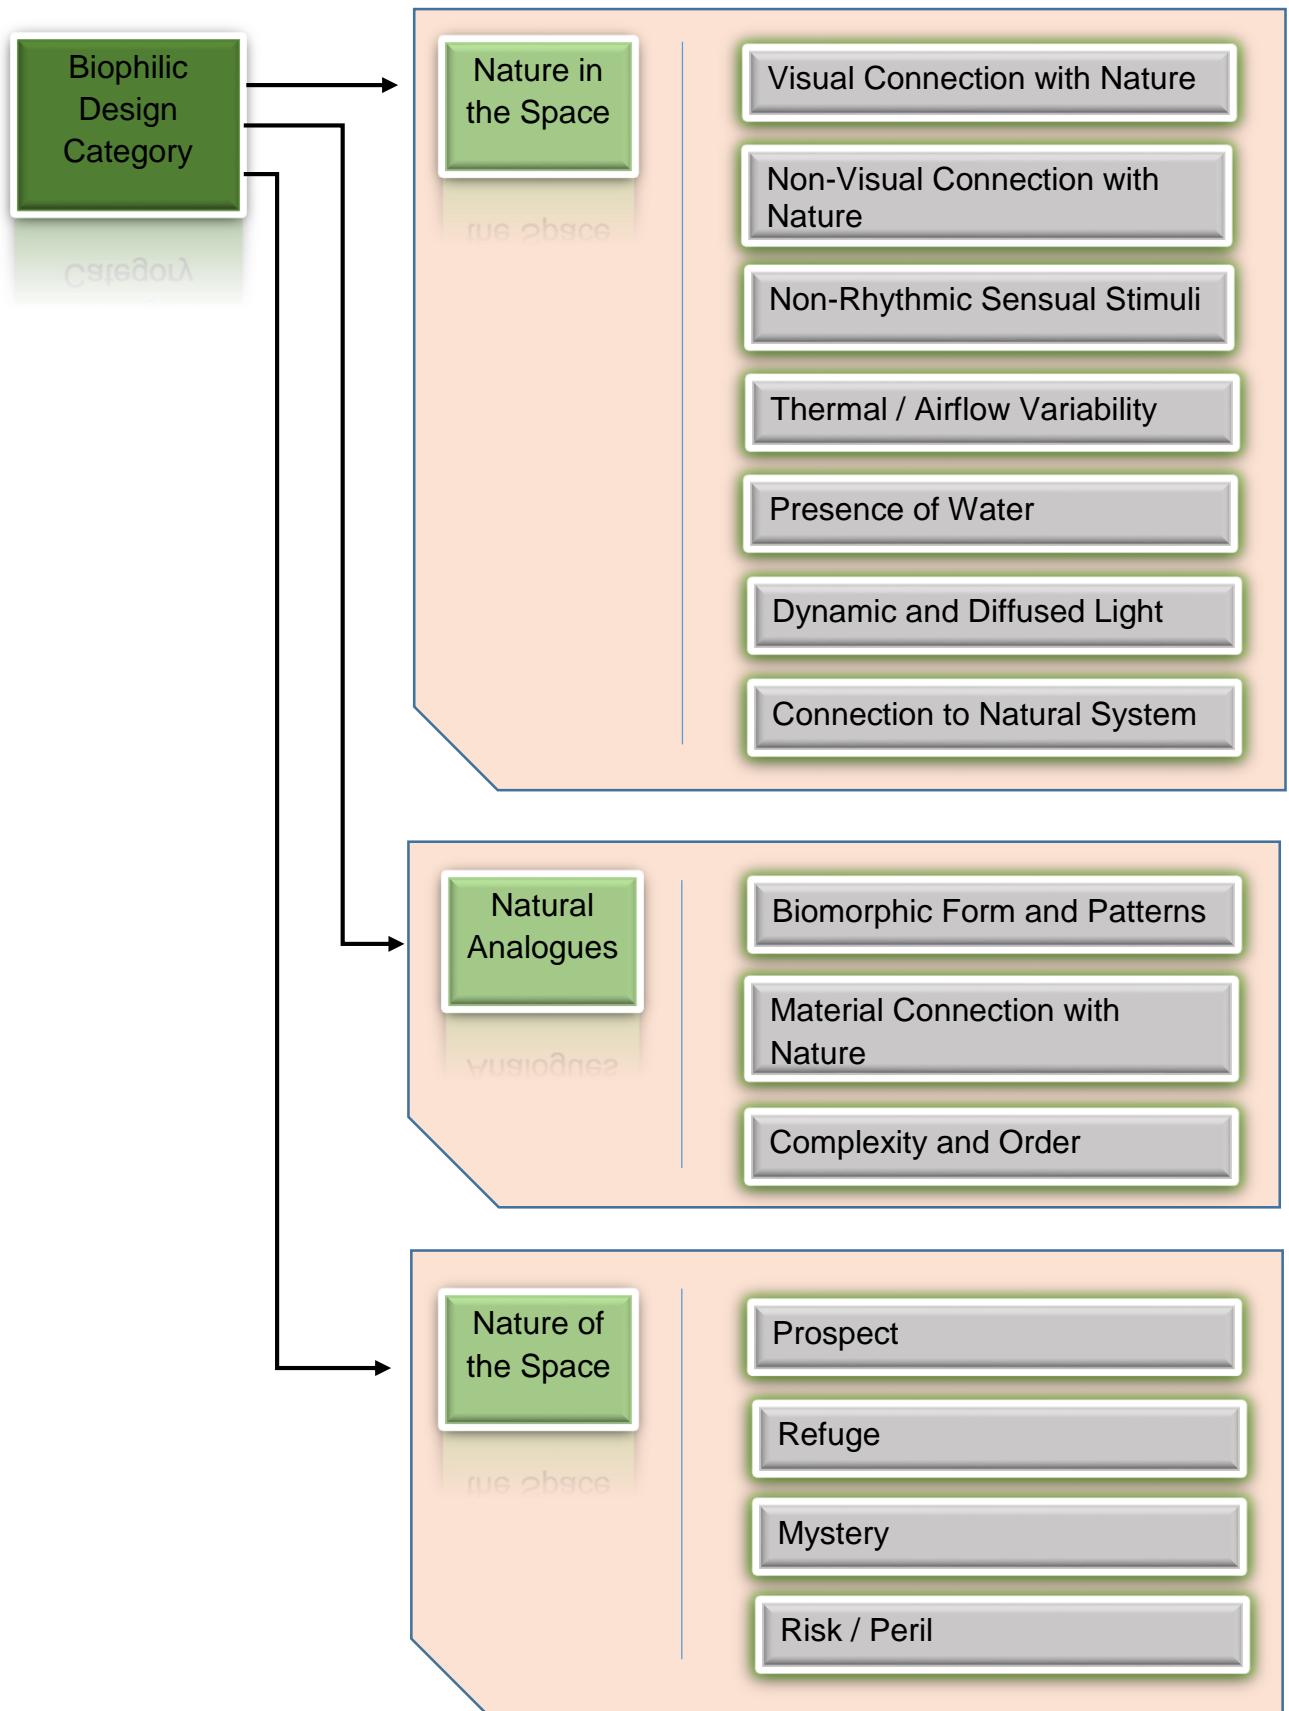 Biophilic
Design
Category
Nature in
the Space
Visual Connection with Nature
Non-Visual Connection with
Nature
Non-Rhythmic Sensual Stimuli
Thermal / Airflow Variability
Presence of Water
Dynamic and Diffused Light
Connection to Natural System
Natural
Analogues
Biomorphic Form and Patterns
Material Connection with
Nature
Complexity and Order
Nature of
the Space
Prospect
Refuge
Mystery
Risk / Peril